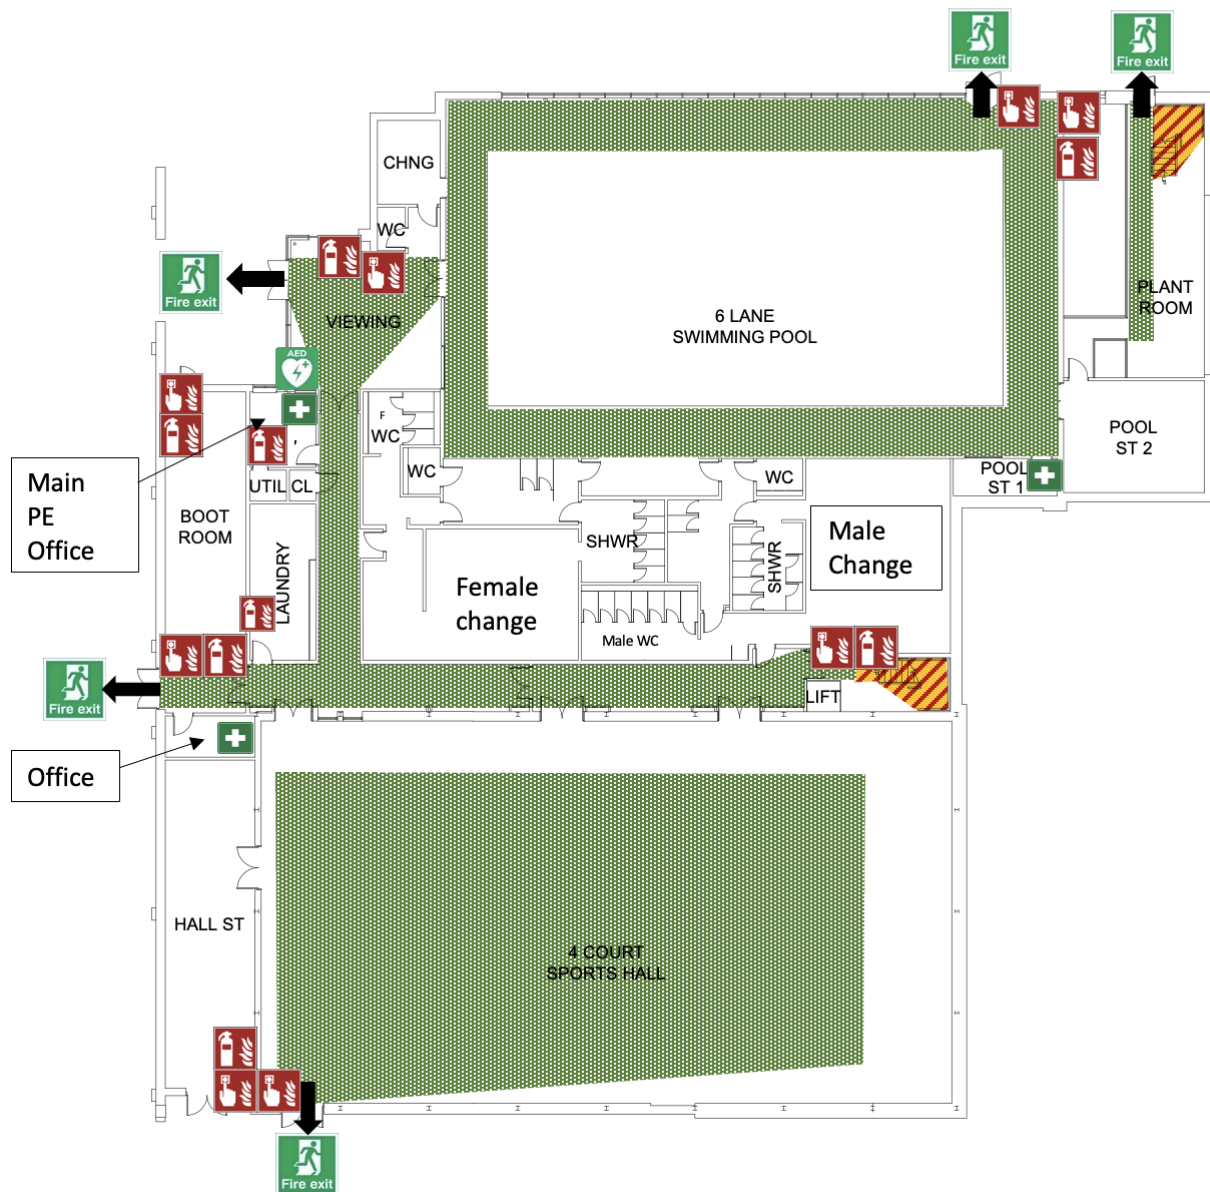 Fire exit
Fire exit
CHNG
WC
Fire exit
VIEWING
6 LANE
SWIMMING POOL
PLANT
ROOM
AED
F
WC
WC
WC
Main
PE
Office
UTIL
CL
POOL
ST 1
POOL
ST 2
BOOT
ROOM
LAUNDRY
SHWR
SHWR
Male
Change
Female
change
Male WC
Fire exit
LIFT
Office
HALL ST
4 COURT
SPORTS HALL
Fire exit